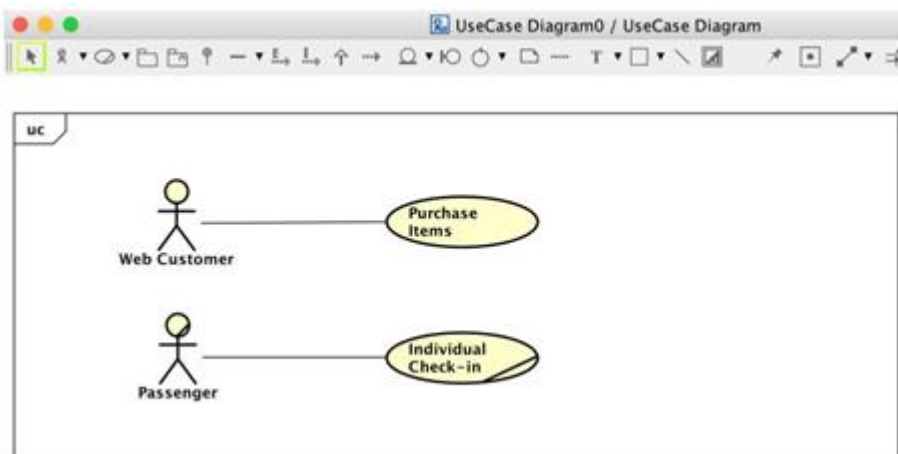 UseCase Diagram0 / UseCase Diagram
T
uc
Purchase
Items
Web Customer
Individual
Check-in
Passenger